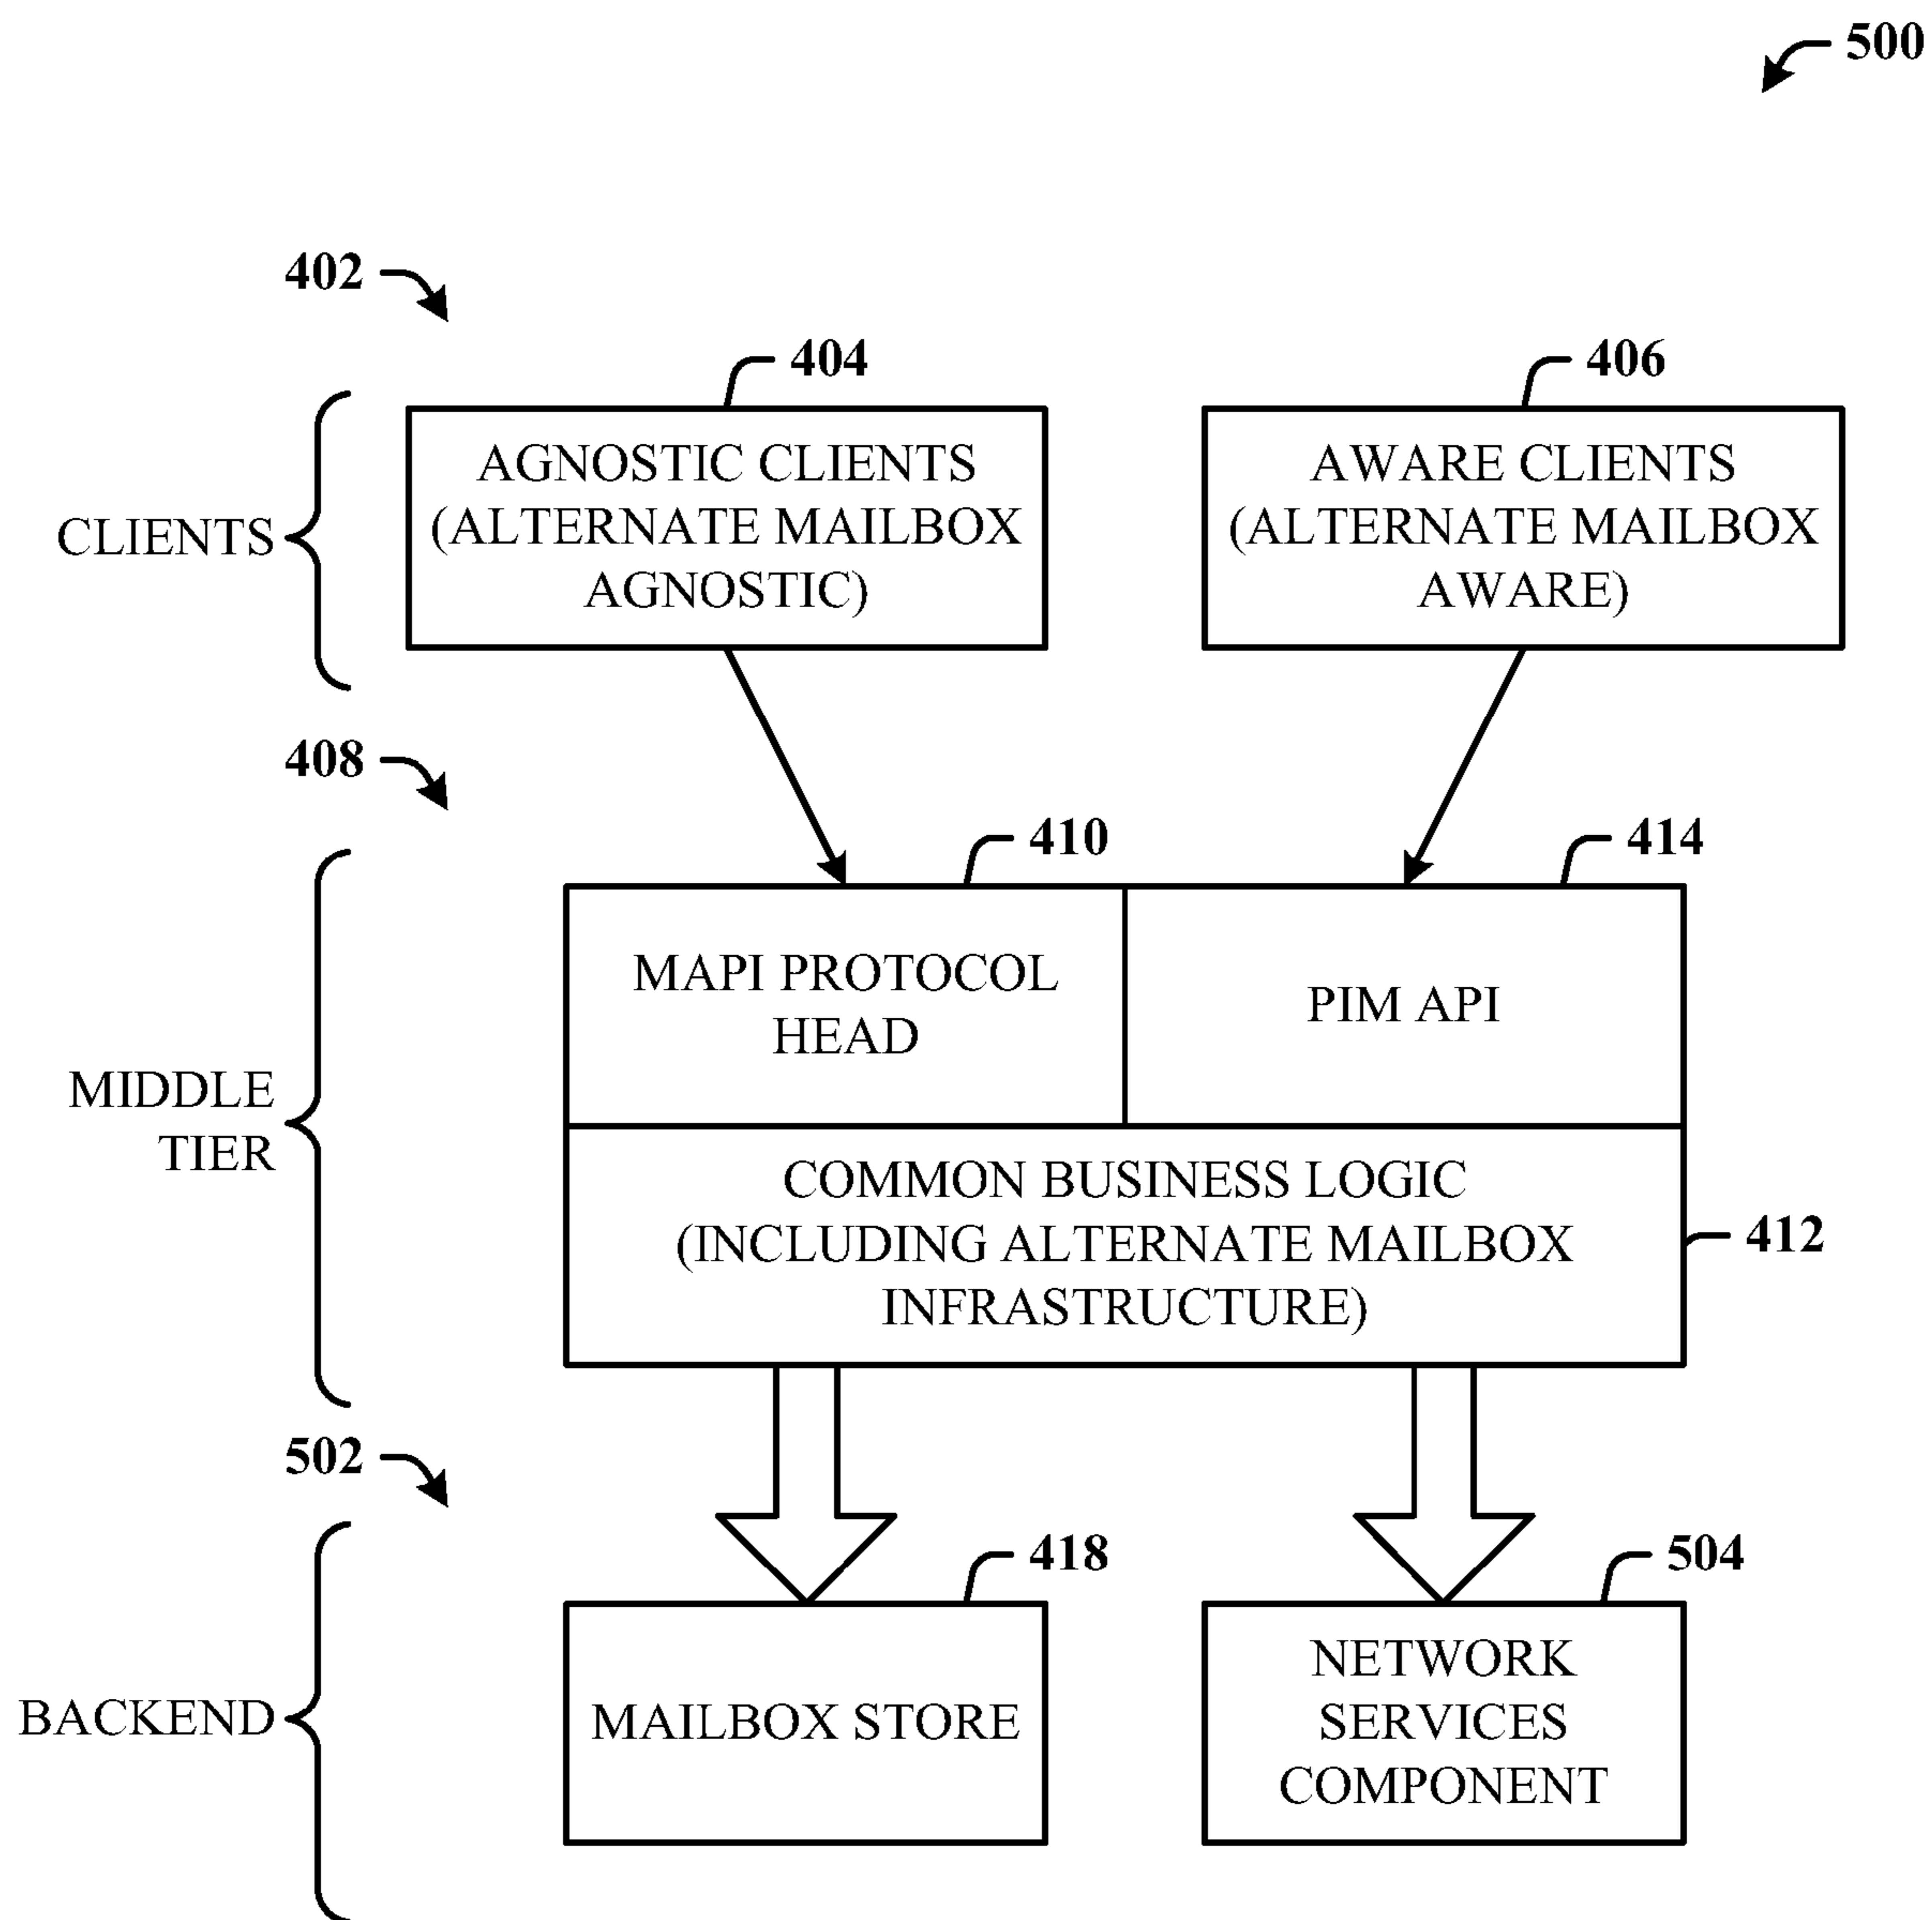 500
402
404
406
AGNOSTIC CLIENTS
(ALTERNATE MAILBOX
AGNOSTIC)
AWARE CLIENTS
(ALTERNATE MAILBOX
AWARE)
CLIENTS
408
410
414
MAPI PROTOCOL
HEAD
PIM API
MIDDLE
TIER
COMMON BUSINESS LOGIC
(INCLUDING ALTERNATE MAILBOX
INFRASTRUCTURE)
412
502
418
504
BACKEND
MAILBOX STORE
NETWORK
SERVICES
COMPONENT